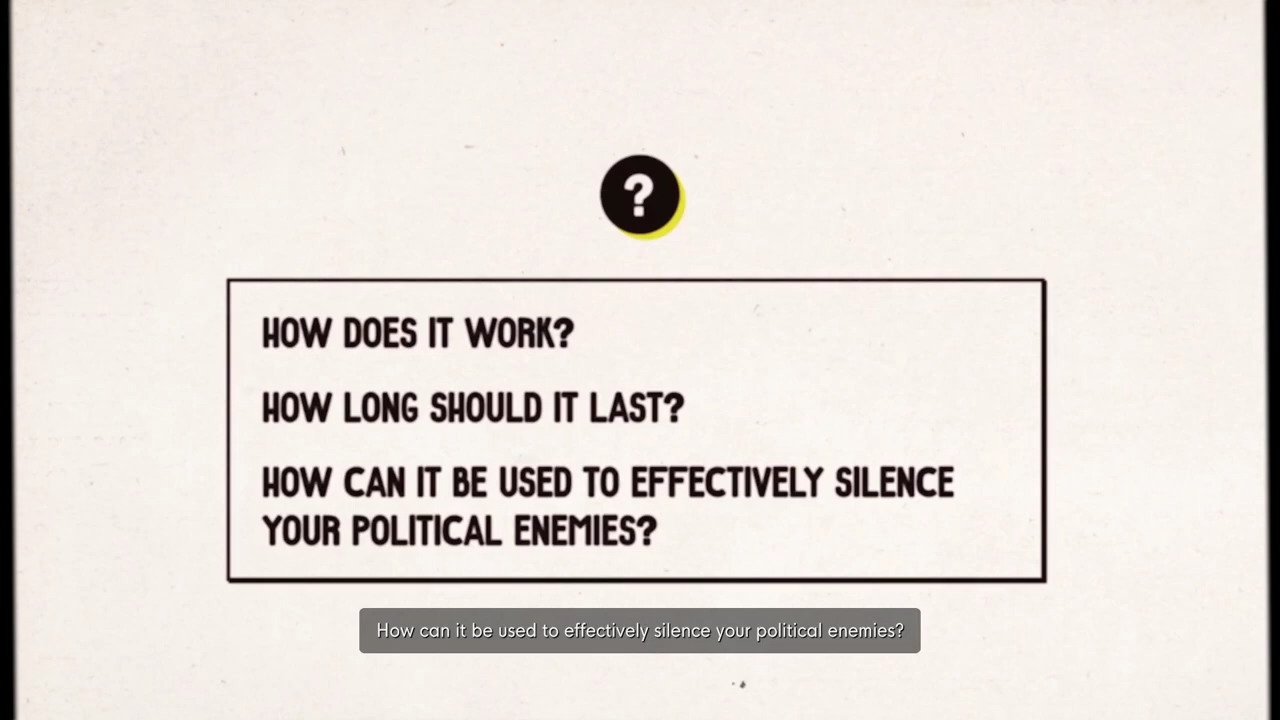 ?
HOW DOES IT WORK?
HOW LONG SHOULD IT LAST?
HOW CAN IT BE USED TO EFFECTIVELY SILENCE
YOUR POLITICAL ENEMIES?
How can it be used to effectively silence your political enemies?